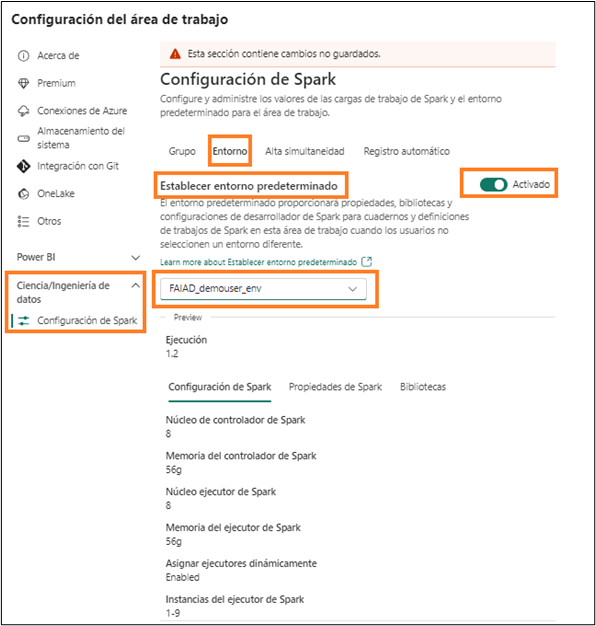 Configuración del área de trabajo
Acerca de
Premium
Conexiones de Azure
Almacenamiento del
sistema
Integración con Git
OneLake
Otros
Power BI
Ciencia/Ingeniería de
datos
Configuración de Spark
Esta sección contiene cambios no guardados.
Configuración de Spark
Configure y administre los valores de las cargas de trabajo de Spark y el entorno
predeterminado para el área de trabajo.
Grupo Entorno Alta simultaneidad Registro automático
Establecer entorno predeterminado
Activado
El entorno predeterminado proporcionará propiedades, bibliotecas y
configuraciones de desarrollador de Spark para cuadernos y definiciones
de trabajos de Spark en esta área de trabajo cuando los usuarios no
seleccionen un entorno diferente.
Learn more about Establecer entorno predeterminado
FAIAD_demouser_env
Preview
Ejecución
1.2
Configuración de Spark Propiedades de Spark Bibliotecas
Núcleo de controlador de Spark
8
Memoria del controlador de Spark
56g
Núcleo ejecutor de Spark
8
Memoria del ejecutor de Spark
56g
Asignar ejecutores dinámicamente
Enabled
Instancias del ejecutor de Spark
1-9